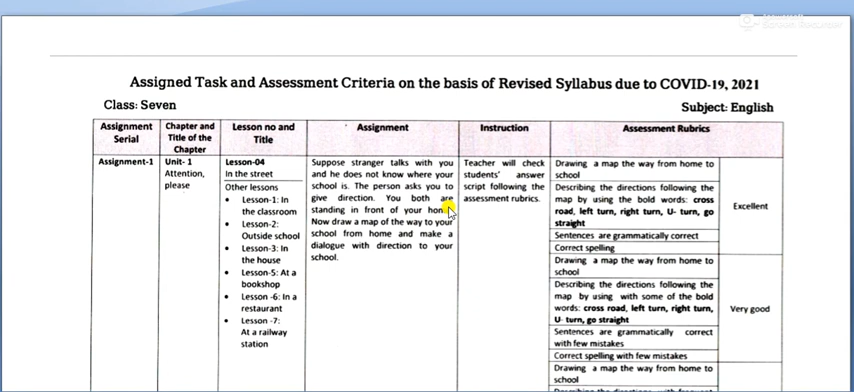 Screen Recorder
Assigned Task and Assessment Criteria on the basis of Revised Syllabus due to COVID-19, 2021
Class: Seven
Subject: English
Assignment
Serial
Chapter and
Title of the
Chapter
Lesson no and
Title
Assignment
Instruction
Assessment Rubrics
Assignment-1
Unit- 1
Attention,
please
Lesson-04
In the street
Other lessons
• Lesson-1: In
the classroom
• Lesson-2:
Outside school
• Lesson-3: In
the house
• Lesson-5: At a
bookshop
• Lesson -6: In a
restaurant
• Lesson -7:
At a railway
station
Suppose stranger talks with you
and he does not know where your
school is. The person asks you to
give direction. You both are
standing in front of your
Now draw a map of the way to your
school from home and make a
dialogue with direction to your
school.
Teacher will check
students' answer
script following the
assessment rubrics.
Drawing a map the way from home to
school
Describing the directions following the
map by using the bold words: cross
road, left turn, right turn, U- turn, go
straight
Sentences are grammatically correct
Correct spelling
Excellent
Drawing a map the way from home to
school
Describing the directions following the
map by using with some of the bold
words: cross road, left turn, right turn,
U- turn, go straight
Sentences are grammatically correct
with few mistakes
Correct spelling with few mistakes
Very good
Drawing a map the way from home to
school